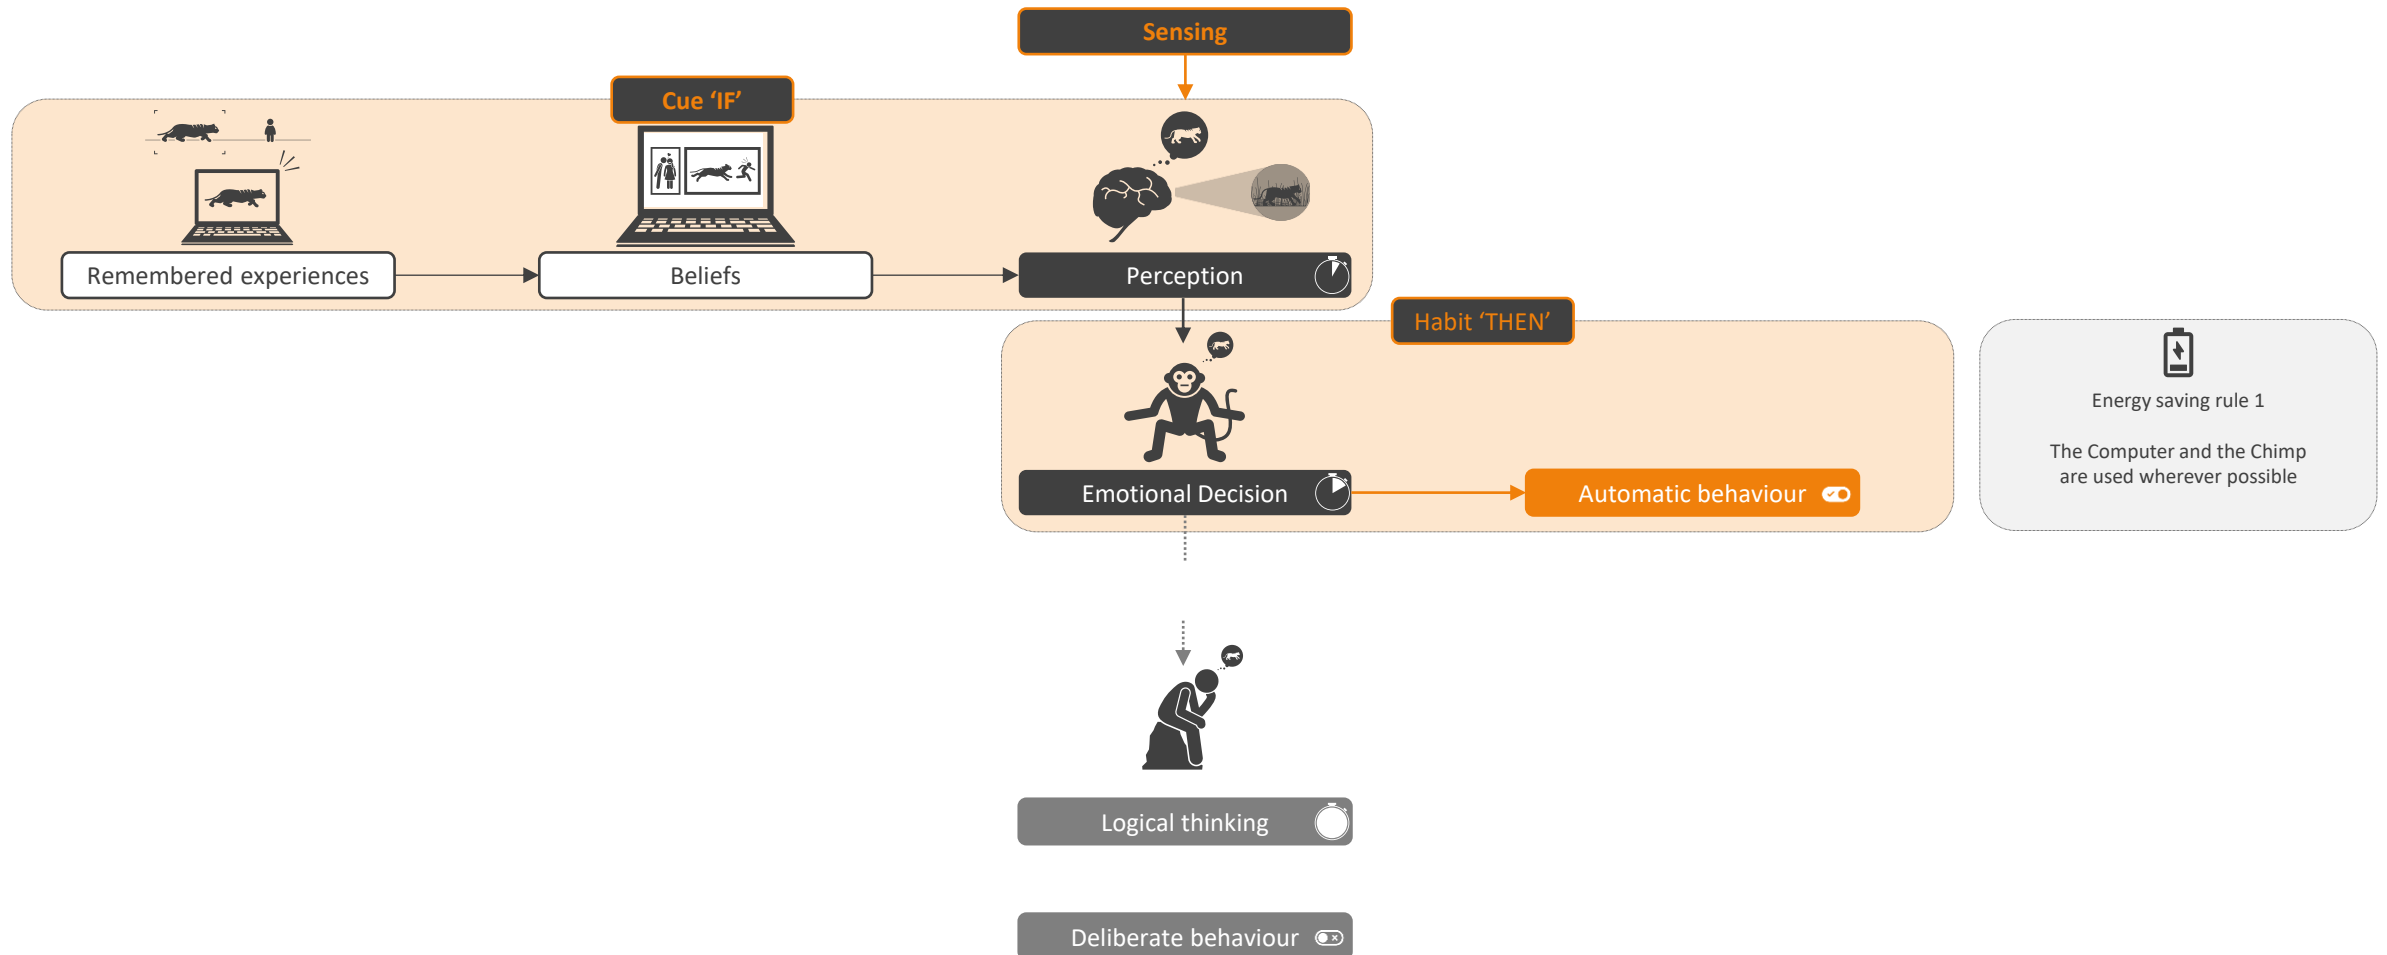 Sensing
Cue ‘IF’
Remembered experiences
Beliefs
Perception
Habit ‘THEN’
Energy saving rule 1
The Computer and the Chimp
are used wherever possible
Emotional Decision
Automatic behaviour
Logical thinking
Deliberate behaviour